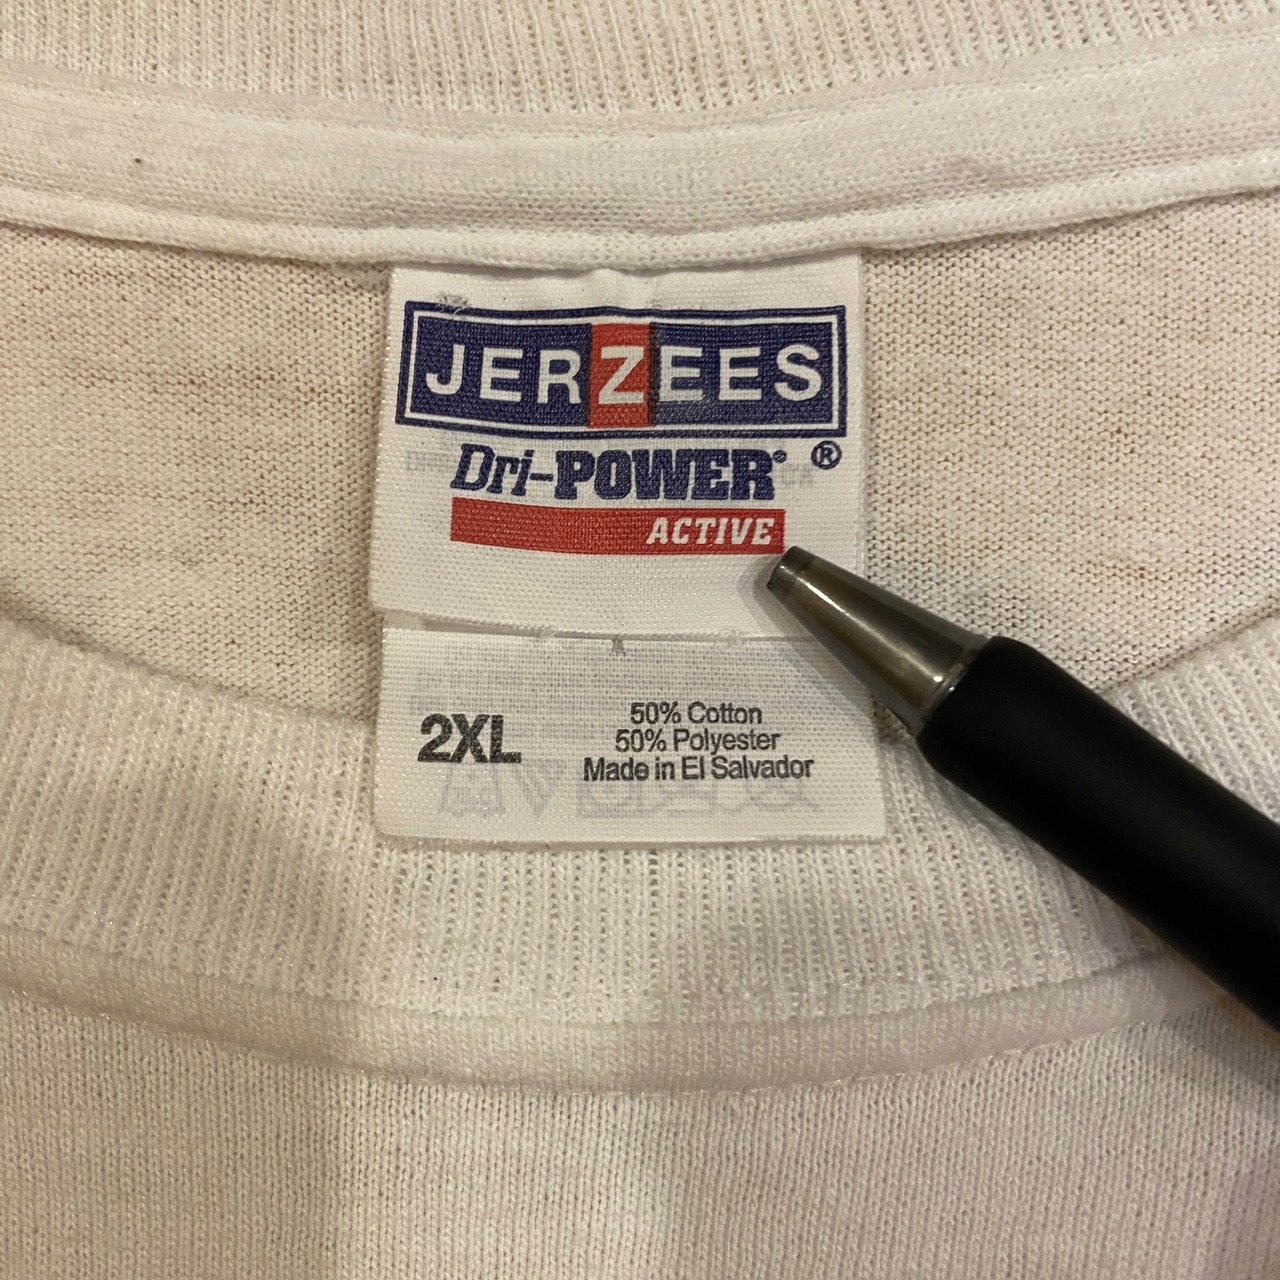 JERZEES
Dri-POWER® ®
ACTIVE
2XL
50% Cotton
50% Polyester
Made in El Salvador